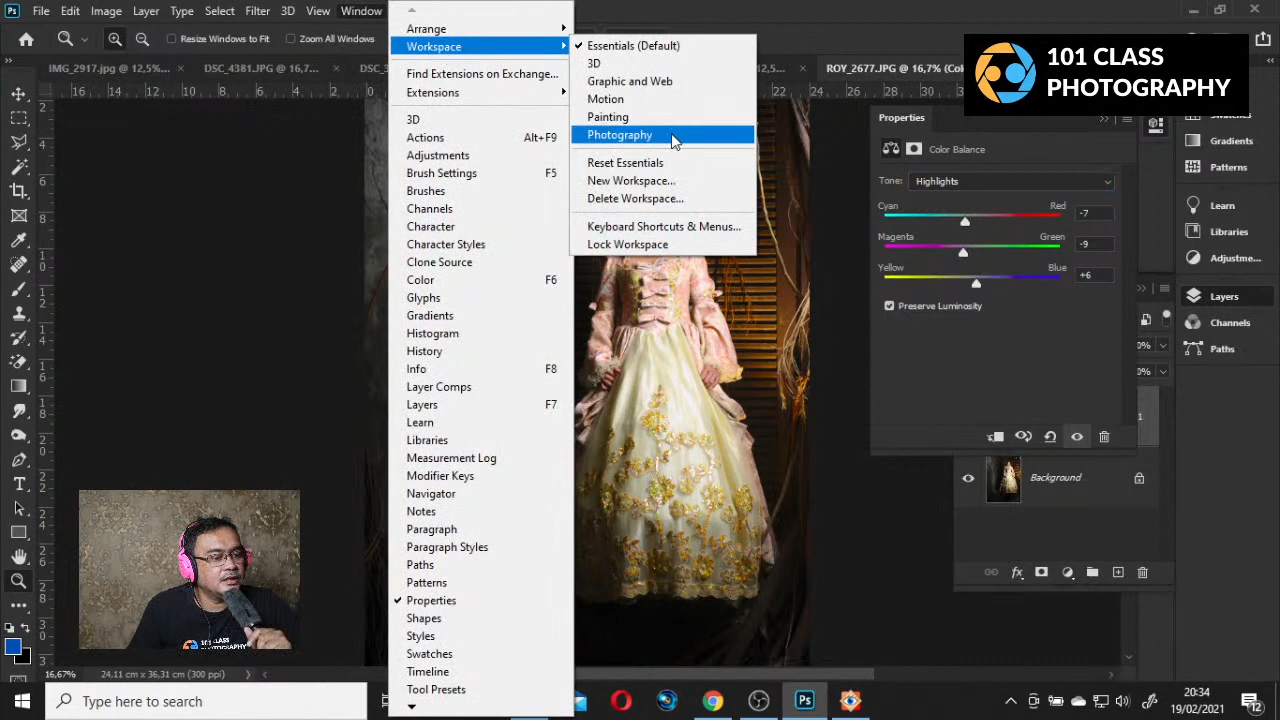 File
Edit
Image
Layer
Type
Select
Filter
3D
View
Window
Resize Windows to Fit
Zoom All Windows
IMG_2917.jpg @ 12,5%...
OSC_4381.JPG @ 16,7...
DSC_
ROY_2677.JPG @ 16,7% (Co
101 CLASS
PHOTOGRAPHY
Arrange
Workspace
Find Extensions on Exchange...
Extensions
3D
Actions Alt+F9
Adjustments
Brush Settings F5
Brushes
Channels
Character
Character Styles
Clone Source
Color F6
Glyphs
Gradients
Histogram
History
Info F8
Layer Comps
Layers F7
Learn
Libraries
Measurement Log
Modifier Keys
Navigator
Notes
Paragraph
Paragraph Styles
Paths
Patterns
Properties
Shapes
Styles
Swatches
Timeline
Tool Presets
Essentials (Default)
3D
Graphic and Web
Motion
Painting
Photography
Reset Essentials
New Workspace...
Delete Workspace...
Keyboard Shortcuts & Menus...
Lock Workspace
Properties
Color Balance
Tone: Highlights
Cyan Red -7
Magenta Green -9
Yellow Blue +6
Preserve Luminosity
Gradients
Patterns
Learn
Libraries
Adjustme...
Layers
Channels
Paths
Background
101 CLASS
PHOTOGRAPHY
16,67% 24,11 cm x 36,31 cm (300 ppi)
Type here to search
20:34
19/02/2021